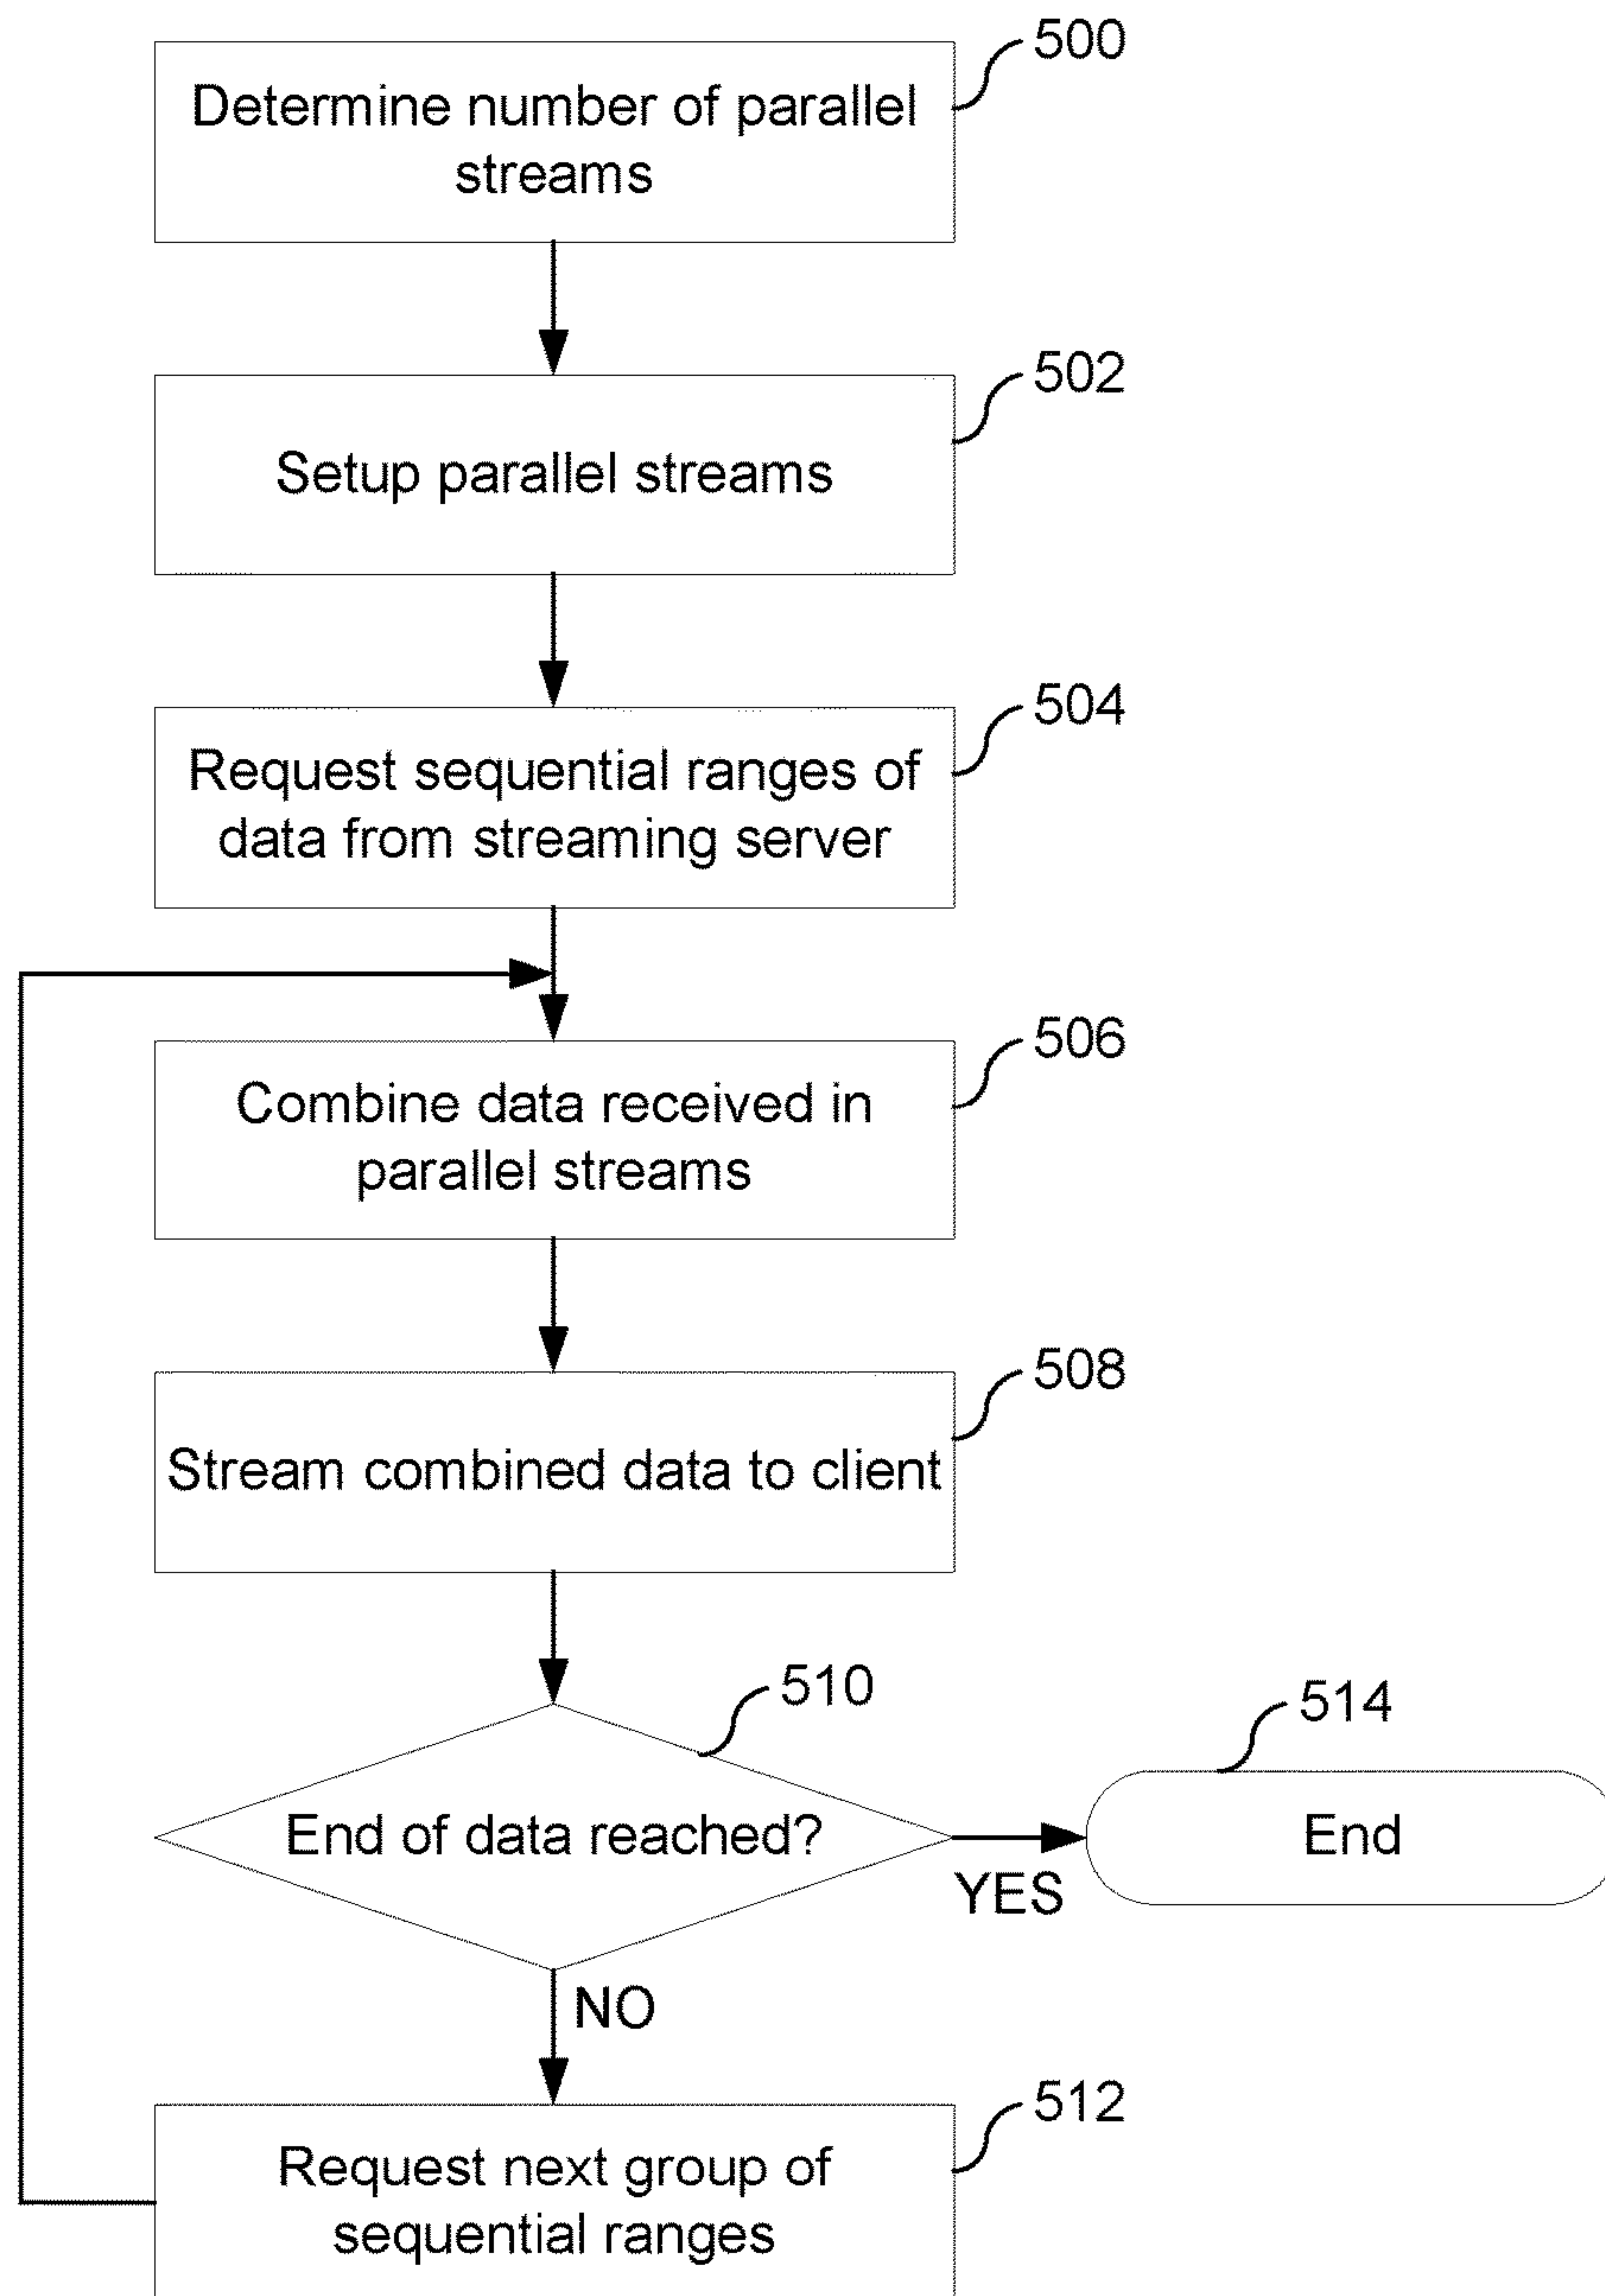 500
Determine number of parallel
streams
502
Setup parallel streams
504
Request sequential ranges of
data from streaming server
506
Combine data received in
parallel streams
508
Stream combined data to client
510
End of data reached?
514
End
YES
NO
512
Request next group of
sequential ranges